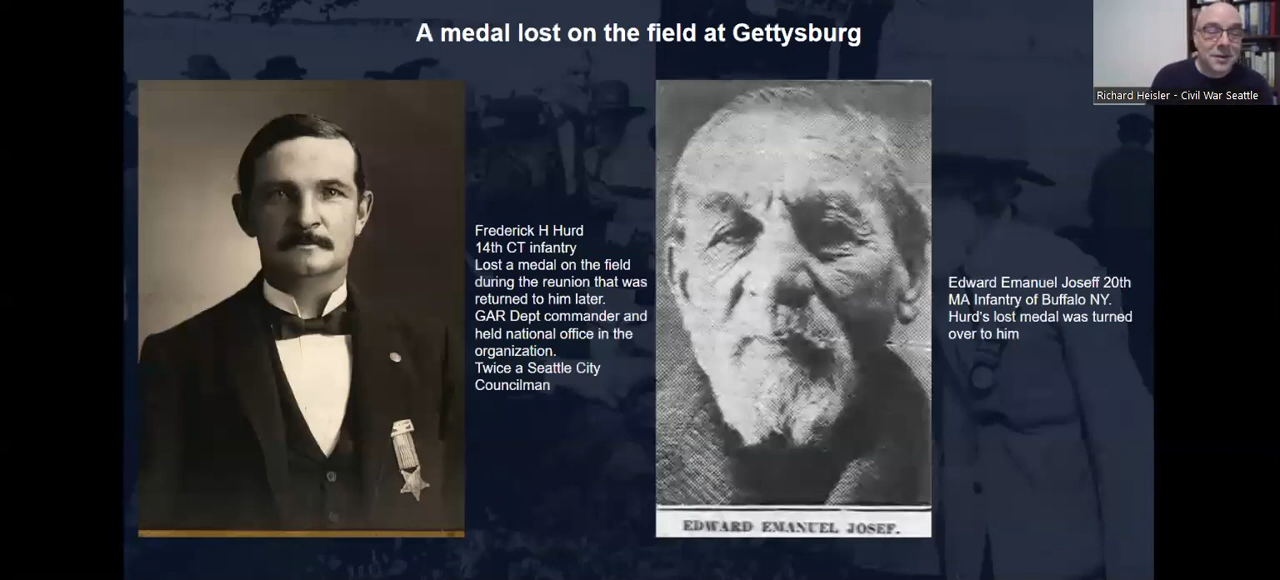 A medal lost on the field at Gettysburg
Richard Heisler - Civil War Seattle
Frederick H Hurd
14th CT infantry
Lost a medal on the field
during the reunion that was
returned to him later.
GAR Dept commander and
held national office in the
organization.
Twice a Seattle City
Councilman
Edward Emanuel Joseff 20th
MA Infantry of Buffalo NY.
Hurd's lost medal was turned
over to him
EDWARD EMANUEL JOSEF.